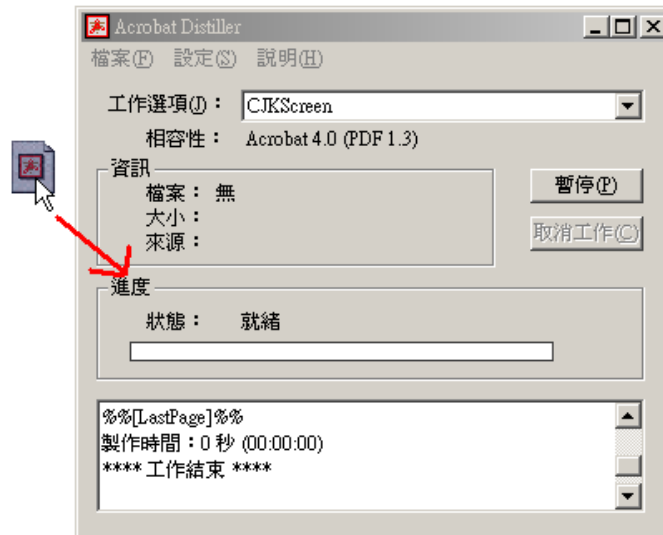 Acrobat Distiller
檔案(F) 設定(S) 說明(H)
工作選項(J)： CJKScreen
相容性： Acrobat 4.0 (PDF 1.3)
資訊
檔案： 無
暫停(P)
大小：
來源：
取消工作(C)
進度
狀態： 就緒
%%[LastPage]%%
製作時間：0 秒 (00:00:00)
**** 工作結束 ****